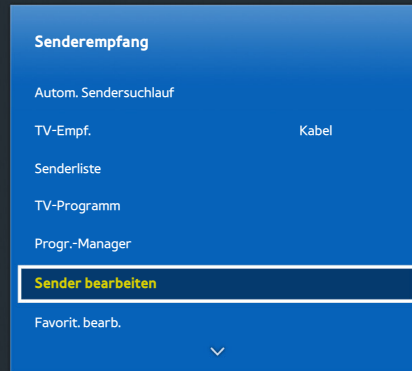 Senderempfang
Autom. Sendersuchlauf
TV-Empf. Kabel
Senderliste
TV-Programm
Progr.-Manager
Sender bearbeiten
Favorit. bearb.